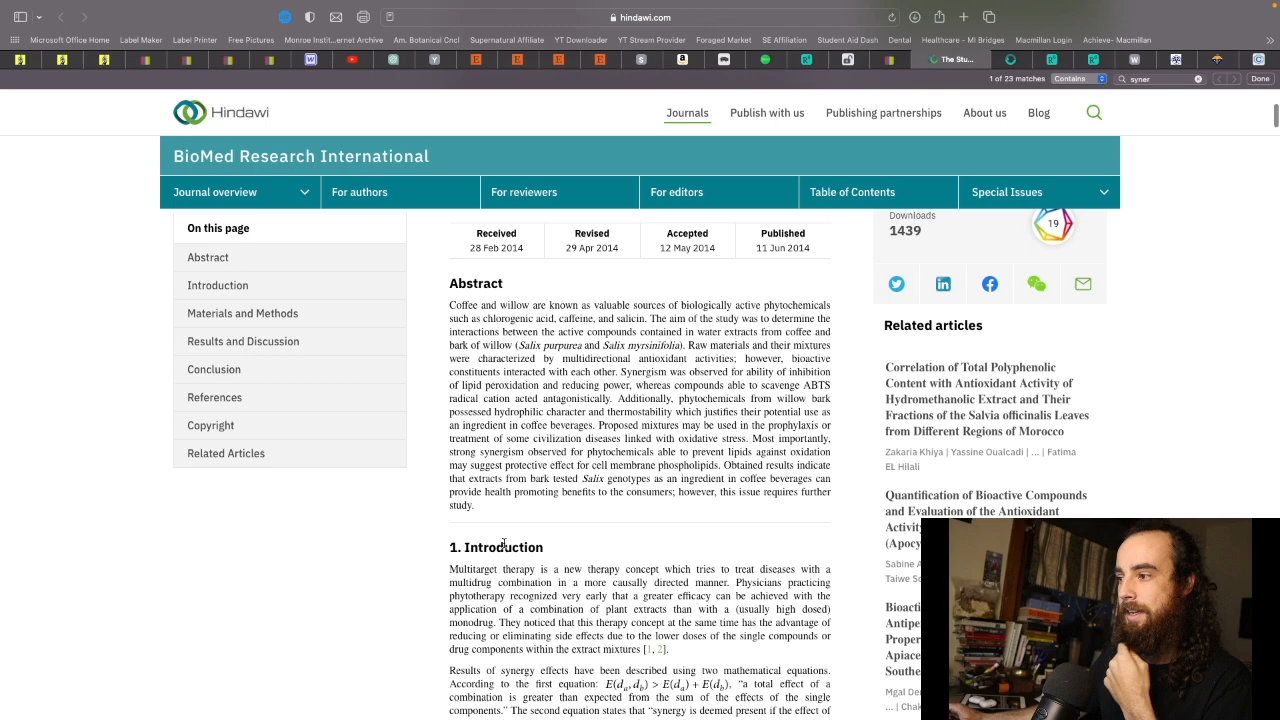 hindawi.com
Microsoft Office Home
Label Maker
Label Printer
Free Pictures
Monroe Instit...ernet Archive
Am. Botanical Cncl
Supernatural Affiliate
YT Downloader
YT Stream Provider
Foraged Market
SE Affiliation
Student Aid Dash
Dental
Healthcare - MI Bridges
Macmillan Login
Achieve- Macmillan
The Stu...
1 of 23 matches
Contains
syner
Done
Hindawi
Journals
Publish with us
Publishing partnerships
About us
Blog
BioMed Research International
Journal overview
For authors
For reviewers
For editors
Table of Contents
Special Issues
On this page
Abstract
Introduction
Materials and Methods
Results and Discussion
Conclusion
References
Copyright
Related Articles
Received
28 Feb 2014
Revised
29 Apr 2014
Accepted
12 May 2014
Published
11 Jun 2014
Abstract
Coffee and willow are known as valuable sources of biologically active phytochemicals
such as chlorogenic acid, caffeine, and salicin. The aim of the study was to determine the
interactions between the active compounds contained in water extracts from coffee and
bark of willow (Salix purpurea and Salix myrsinifolia). Raw materials and their mixtures
were characterized by multidirectional antioxidant activities; however, bioactive
constituents interacted with each other. Synergism was observed for ability of inhibition
of lipid peroxidation and reducing power, whereas compounds able to scavenge ABTS
radical cation acted antagonistically. Additionally, phytochemicals from willow bark
possessed hydrophilic character and thermostability which justifies their potential use as
an ingredient in coffee beverages. Proposed mixtures may be used in the prophylaxis or
treatment of some civilization diseases linked with oxidative stress. Most importantly,
strong synergism observed for phytochemicals able to prevent lipids against oxidation
may suggest protective effect for cell membrane phospholipids. Obtained results indicate
that extracts from bark tested Salix genotypes as an ingredient in coffee beverages can
provide health promoting benefits to the consumers; however, this issue requires further
study.
1. Introduction
Multitarget therapy is a new therapy concept which tries to treat diseases with a
multidrug combination in a more causally directed manner. Physicians practicing
phytotherapy recognized very early that a greater efficacy can be achieved with the
application of a combination of plant extracts than with a (usually high dosed)
monodrug. They noticed that this therapy concept at the same time has the advantage of
reducing or eliminating side effects due to the lower doses of the single compounds or
drug components within the extract mixtures [1, 2].
Results of synergy effects have been described using two mathematical equations.
According to the first equation: E(da, db) > E(da) + E(db), “a total effect of a
combination is greater than expected from the sum of the effects of the single
components.” The second equation states that “synergy is deemed present if the effect of
Downloads
1439
19
Related articles
Correlation of Total Polyphenolic
Content with Antioxidant Activity of
Hydromethanolic Extract and Their
Fractions of the Salvia officinalis Leaves
from Different Regions of Morocco
Zakaria Khiya | Yassine Oualcadi | ... | Fatima
EL Hilali
Quantification of Bioactive Compounds
and Evaluation of the Antioxidant
(Apocy
Sabine
Taiwe So
Bioacti
Antipe
Proper
Apiace
Southe
Mgal De
... | Chak